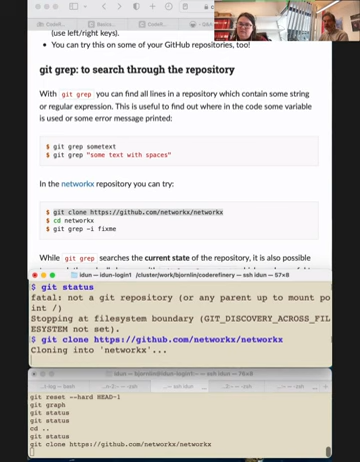 (use left/right keys).
• You can try this on some of your GitHub repositories, too!
git grep: to search through the repository
With git grep you can find all lines in a repository which contain some string
or regular expression. This is useful to find out where in the code some variable
is used or some error message printed:
$ git grep sometext
$ git grep "some text with spaces"
In the networkx repository you can try:
$ git clone https://github.com/networkx/networkx
$ cd networkx
$ git grep -i fixme
While git grep searches the current state of the repository, it is also possible
idun — idun-login1 /cluster/work/bjornlin/coderefinery — ssh idun — 57×8
$ git status
fatal: not a git repository (or any parent up to mount po
int /)
Stopping at filesystem boundary (GIT_DISCOVERY_ACROSS_FIL
ESYSTEM not set).
$ git clone https://github.com/networkx/networkx
Cloning into 'networkx'...
idun — bjornlin@idun-login1:~ — ssh idun — 76×8
git reset --hard HEAD~1
git graph
git status
git status
cd ..
git status
git clone https://github.com/networkx/networkx